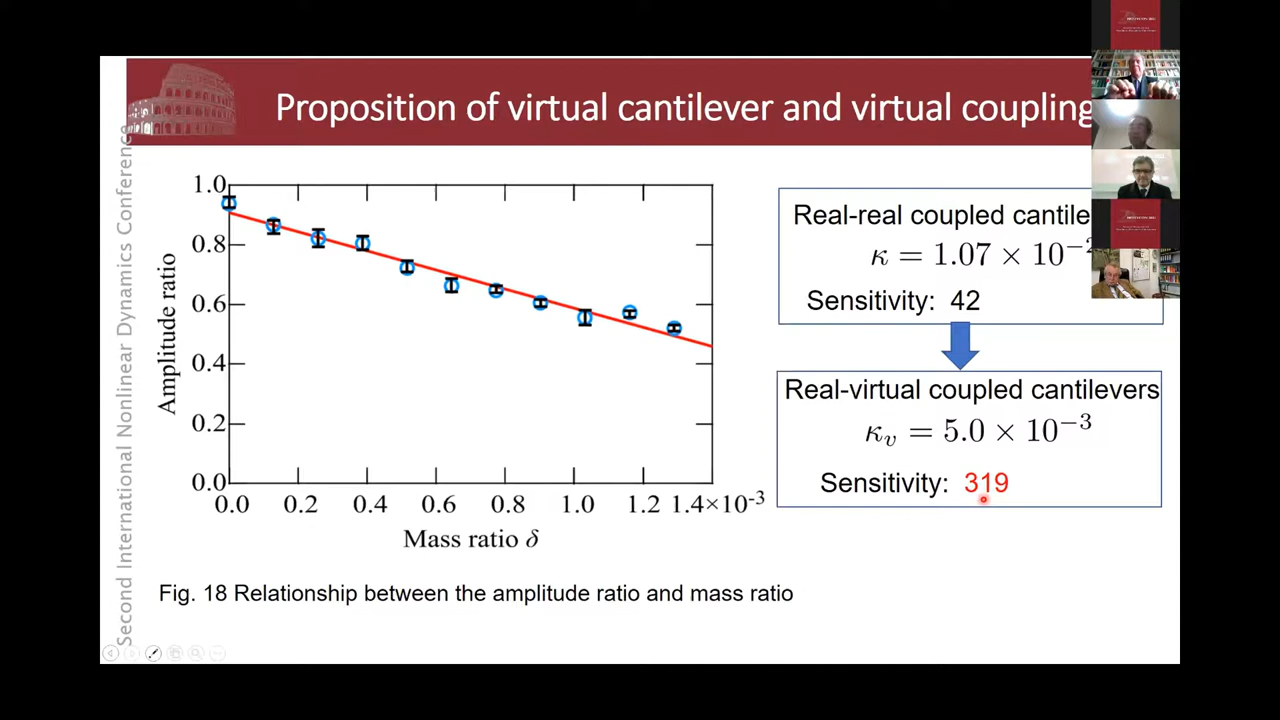 Proposition of virtual cantilever and virtual coupling
Second International Nonlinear Dynamics Conference
1.0
0.8
0.6
0.4
0.2
0.0
Amplitude ratio
0.0 0.2 0.4 0.6 0.8 1.0 1.2 1.4×10⁻³
Mass ratio δ
Fig. 18 Relationship between the amplitude ratio and mass ratio
Real-real coupled
κ = 1.07 × 10
Sensitivity: 42
Real-virtual coupled cantilevers
κᵥ = 5.0 × 10⁻³
Sensitivity: 319